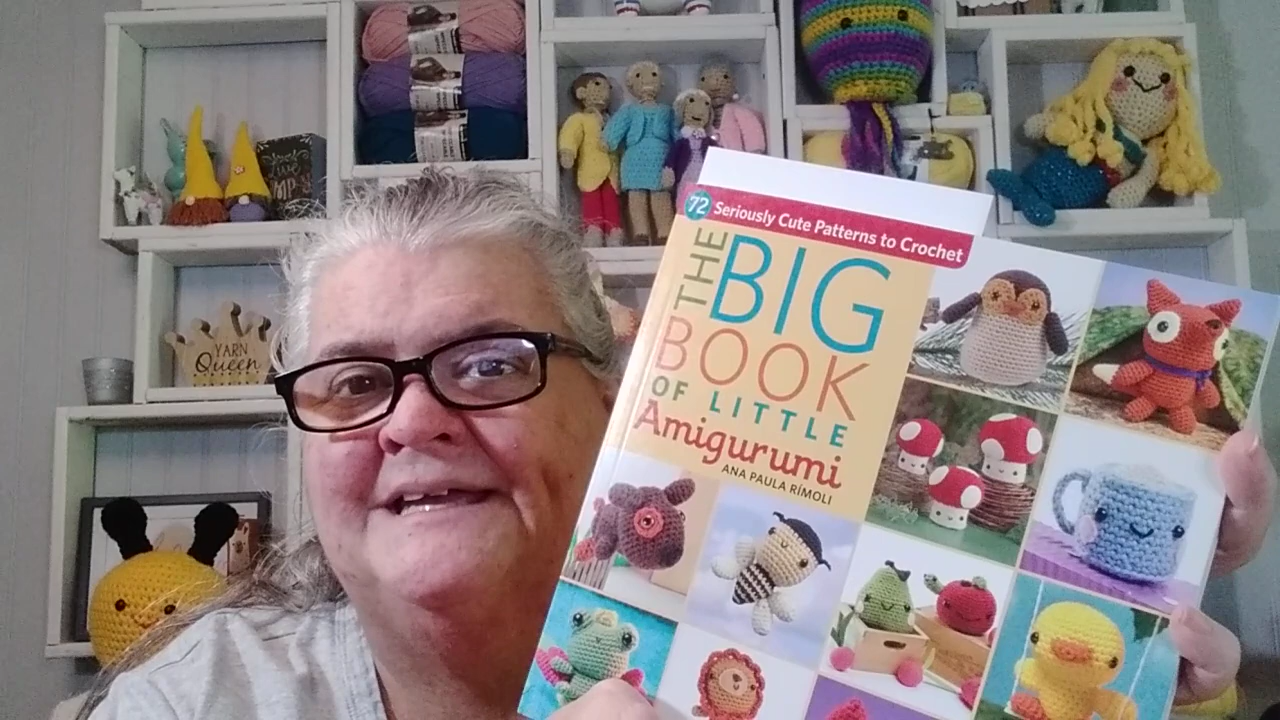 72 Seriously Cute Patterns to Crochet
THE
BIG
BOOK
OF LITTLE
Amigurumi
ANA PAULA RÍMOLI
YARN
Queen